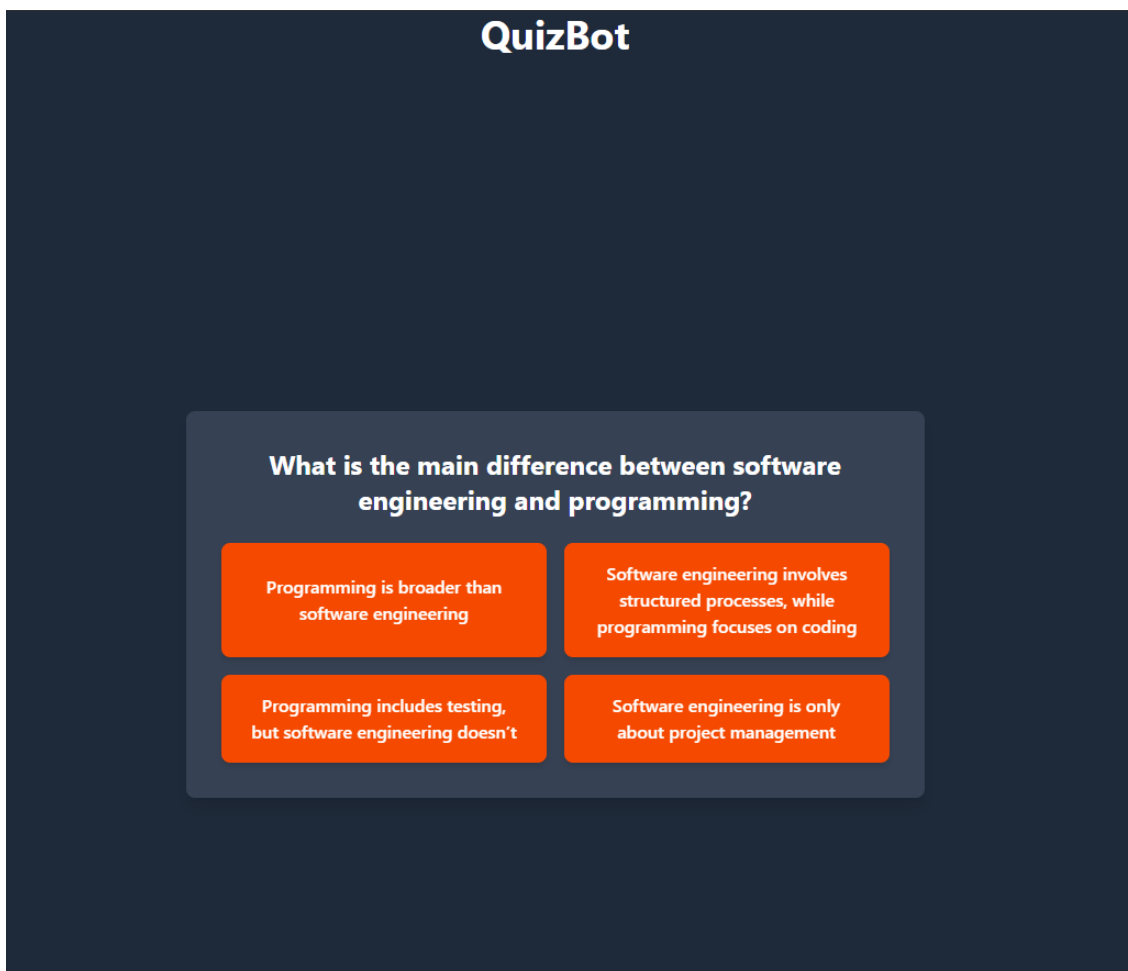 QuizBot
What is the main difference between software
engineering and programming?
Programming is broader than
software engineering
Software engineering involves
structured processes, while
programming focuses on coding
Programming includes testing,
but software engineering doesn’t
Software engineering is only
about project management